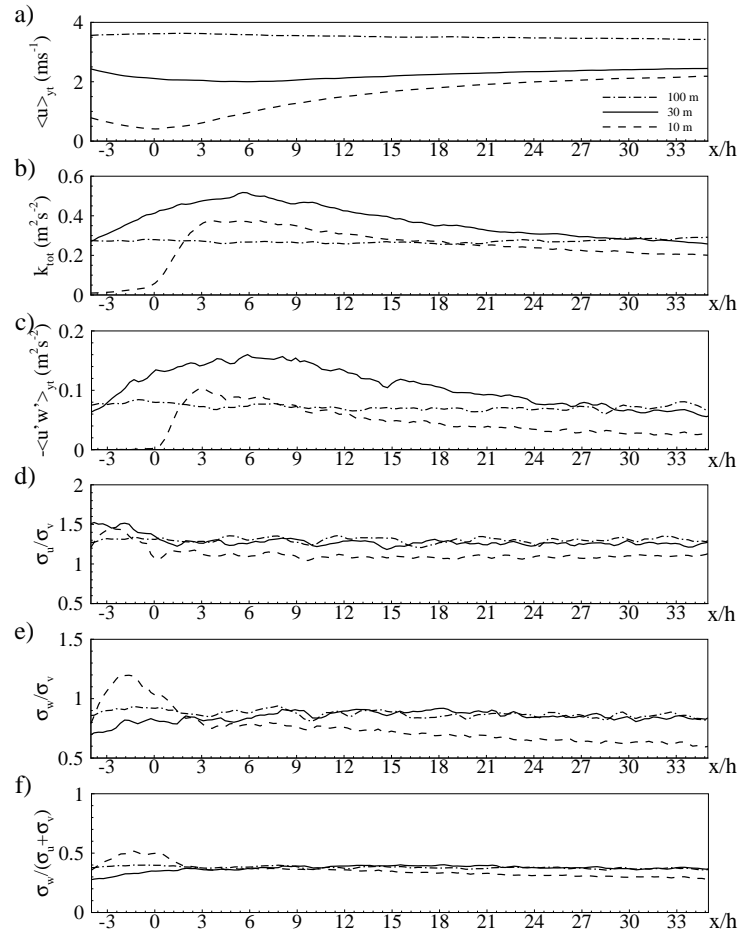 a)
<u>yt (ms-1)
4
2
0
100 m
30 m
10 m
-3 0 3 6 9 12 15 18 21 24 27 30 33 x/h
b)
ktot (m2s-2)
0.6
0.4
0.2
0
-3 0 3 6 9 12 15 18 21 24 27 30 33 x/h
c)
-<u'w'>yt (m2s-2)
0.2
0.1
0
-3 0 3 6 9 12 15 18 21 24 27 30 33 x/h
d)
σu/σv
2
1.5
1
0.5
-3 0 3 6 9 12 15 18 21 24 27 30 33 x/h
e)
σw/σv
1.5
1
0.5
-3 0 3 6 9 12 15 18 21 24 27 30 33 x/h
f)
σw/(σu+σv)
1
0.5
0
-3 0 3 6 9 12 15 18 21 24 27 30 33 x/h